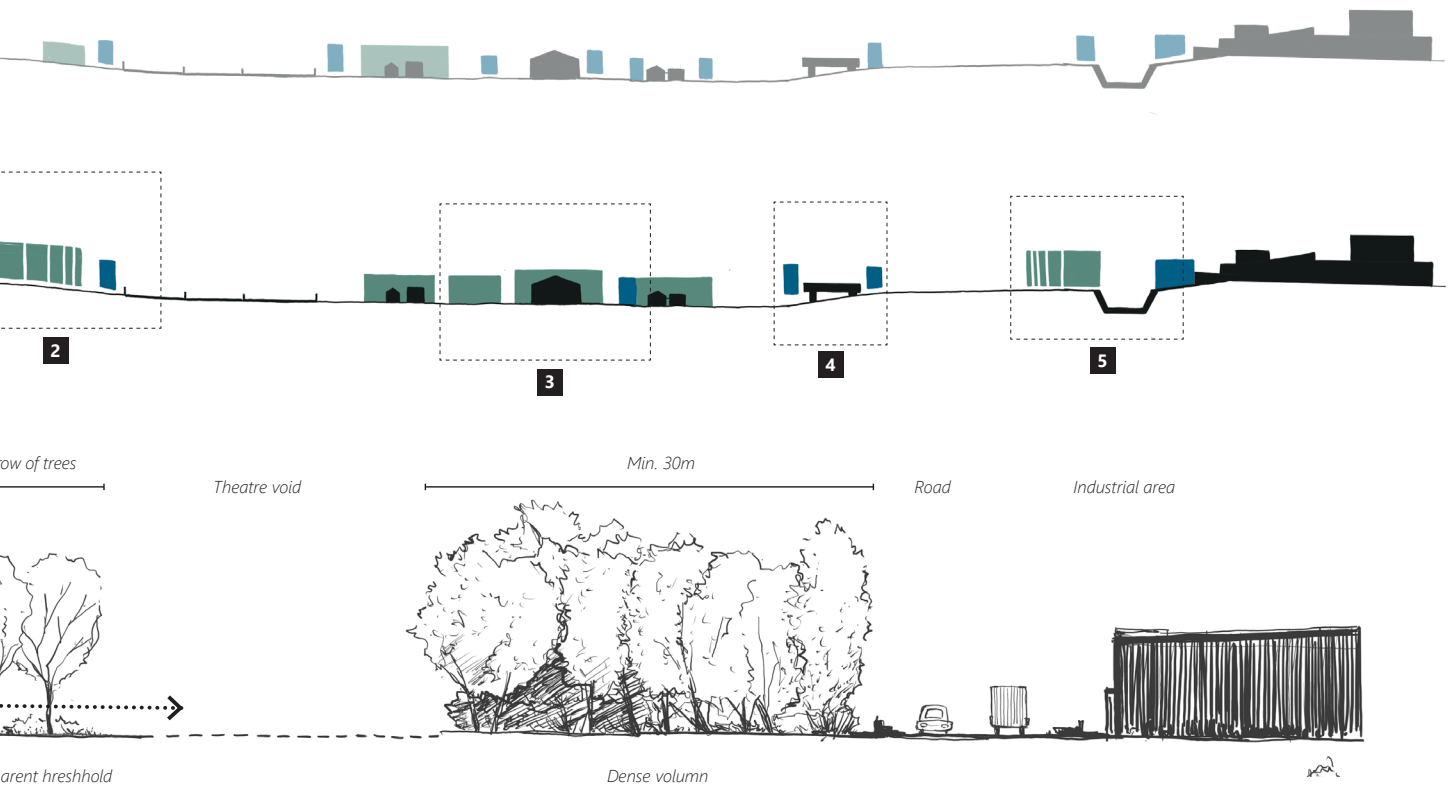 2
3
4
5
row of trees
Min. 30m
Theatre void
Road
Industrial area
arent hreshhold
Dense volumn